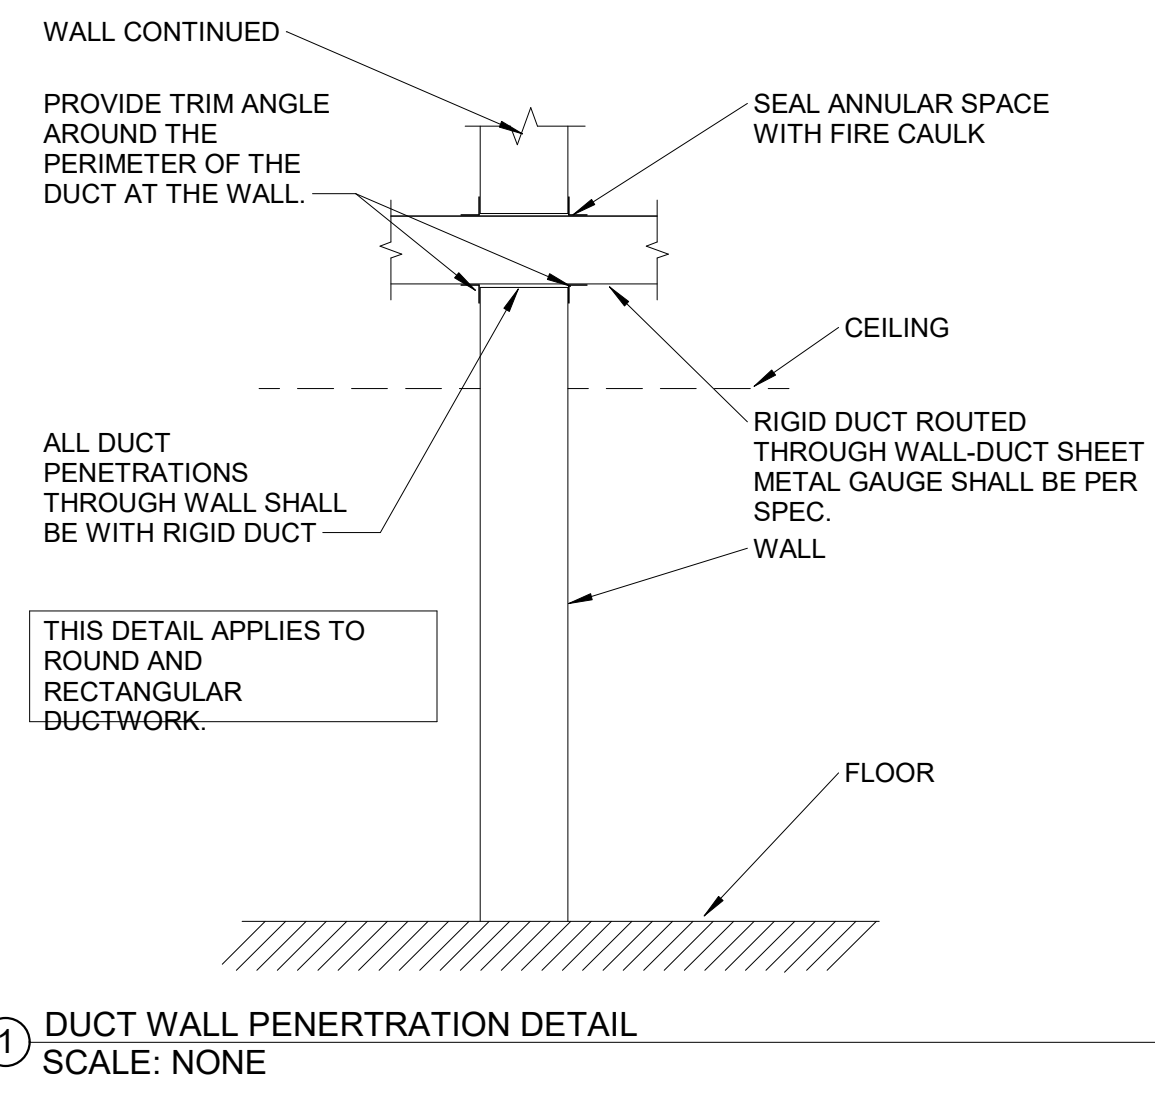 WALL CONTINUED
PROVIDE TRIM ANGLE
AROUND THE
PERIMETER OF THE
DUCT AT THE WALL.
SEAL ANNULAR SPACE
WITH FIRE CAULK
CEILING
ALL DUCT
PENETRATIONS
THROUGH WALL SHALL
BE WITH RIGID DUCT
RIGID DUCT ROUTED
THROUGH WALL-DUCT SHEET
METAL GAUGE SHALL BE PER
SPEC.
WALL
THIS DETAIL APPLIES TO
ROUND AND
RECTANGULAR
DUCTWORK.
FLOOR
1
DUCT WALL PENERTRATION DETAIL
SCALE: NONE